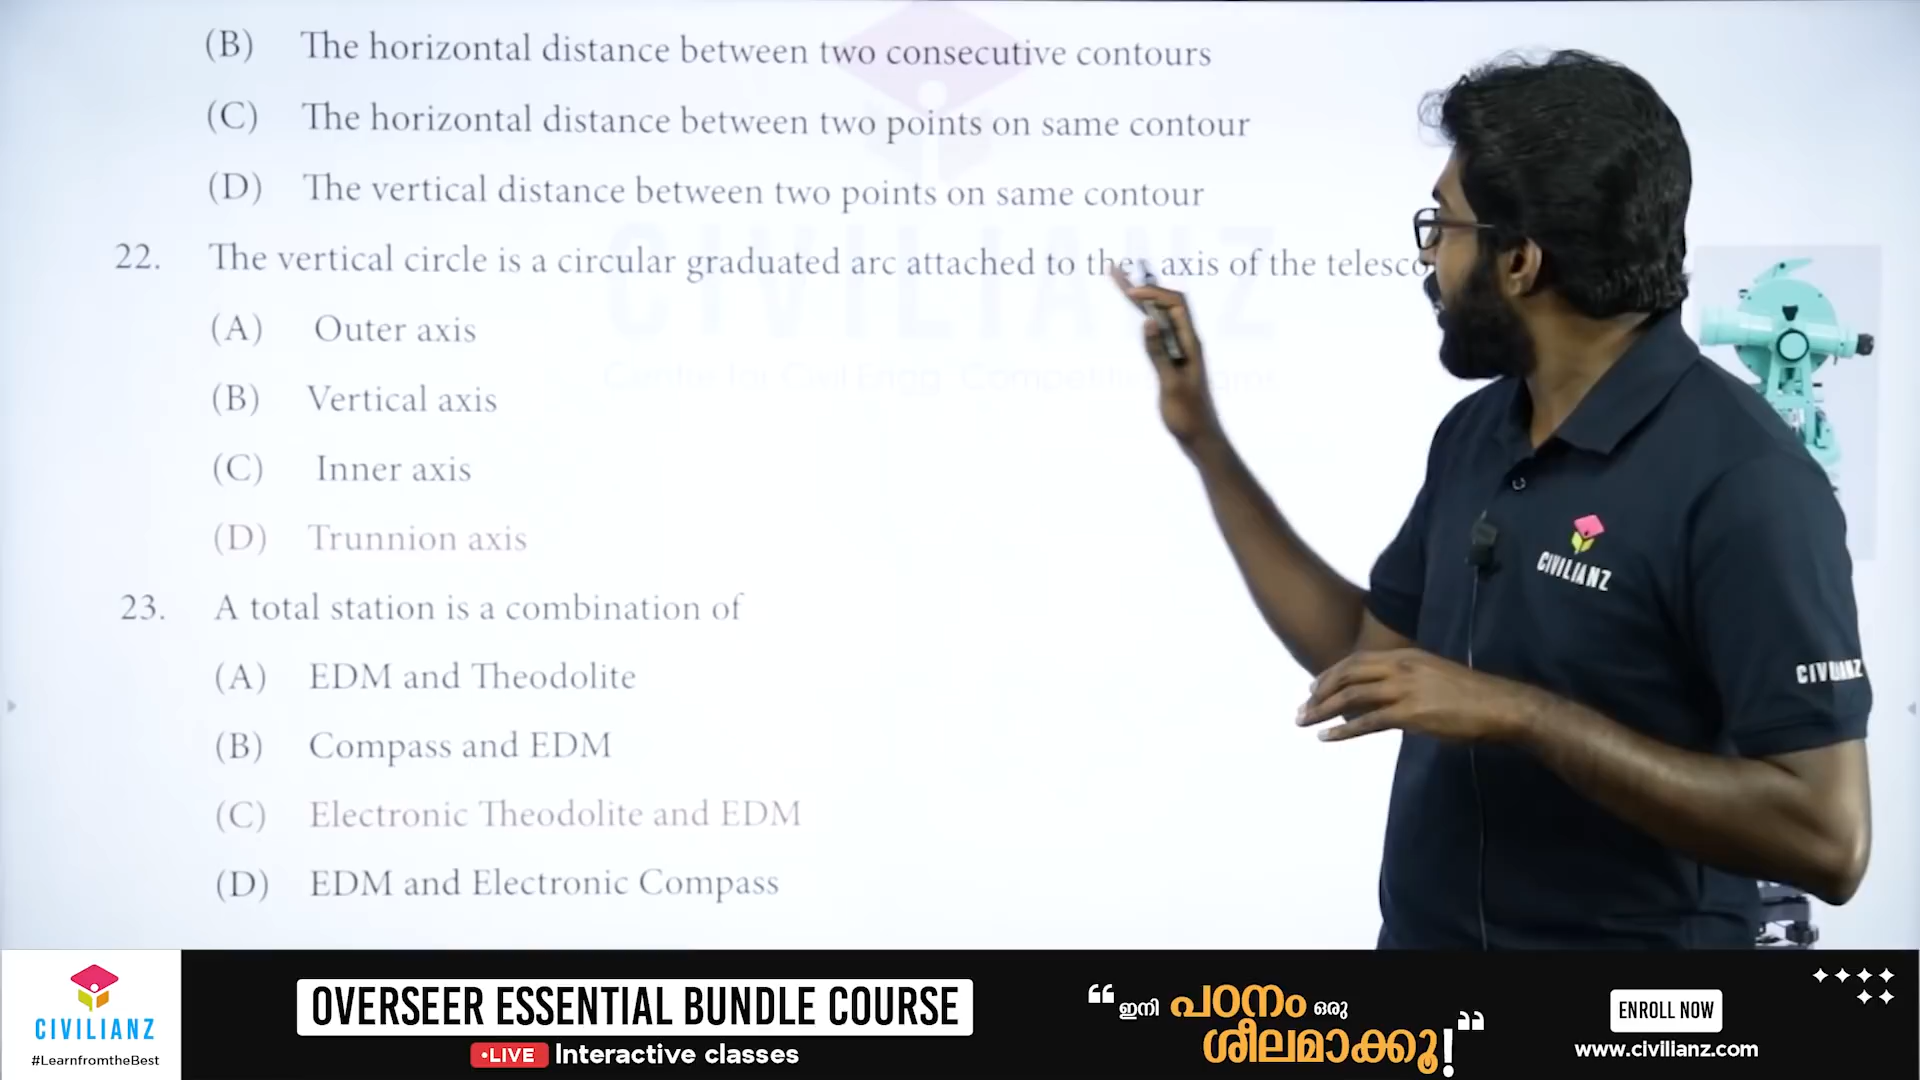 (B) The horizontal distance between two consecutive contours
(C) The horizontal distance between two points on same contour
(D) The vertical distance between two points on same contour
22. The vertical circle is a circular graduated arc attached to the axis of the telesco
(A) Outer axis
(B) Vertical axis
(C) Inner axis
(D) Trunnion axis
23. A total station is a combination of
(A) EDM and Theodolite
(B) Compass and EDM
(C) Electronic Theodolite and EDM
(D) EDM and Electronic Compass
CIVILIANZ
CIVILIANZ
CIVILIANZ
CIVILIANZ
#LearnfromtheBest
OVERSEER ESSENTIAL BUNDLE COURSE
•LIVE Interactive classes
“ഇനി പഠനം ഒരു
ശീലമാക്കൂ!”
ENROLL NOW
www.civilianz.com